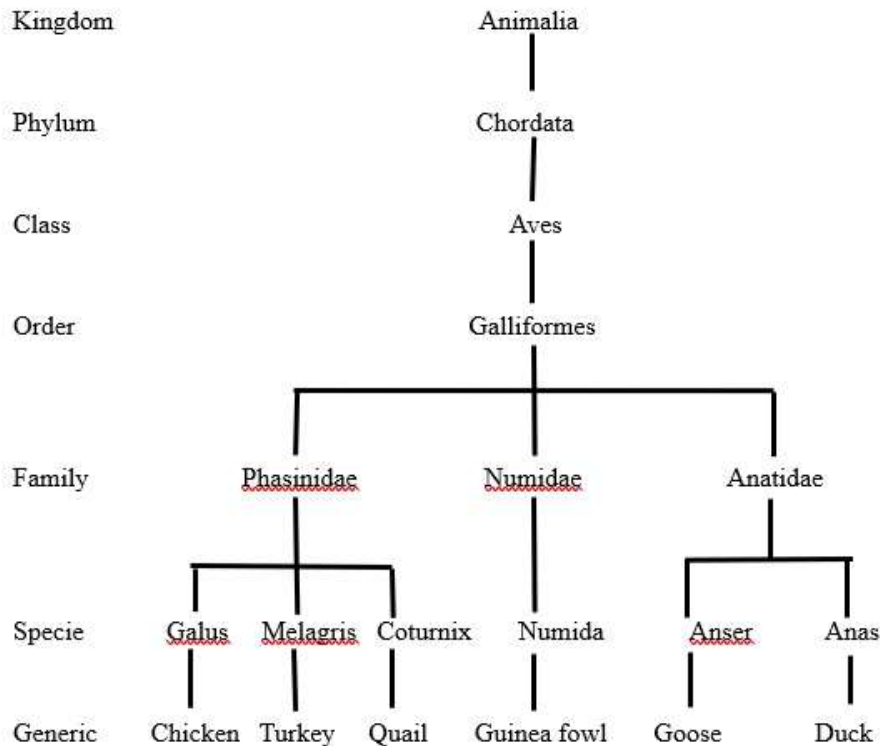 Kingdom Animalia
Phylum Chordata
Class Aves
Order Galliformes
Family Phasinidae Numidae Anatidae
Specie Galus Melagris Coturnix Numida Anser Anas
Generic Chicken Turkey Quail Guinea fowl Goose Duck